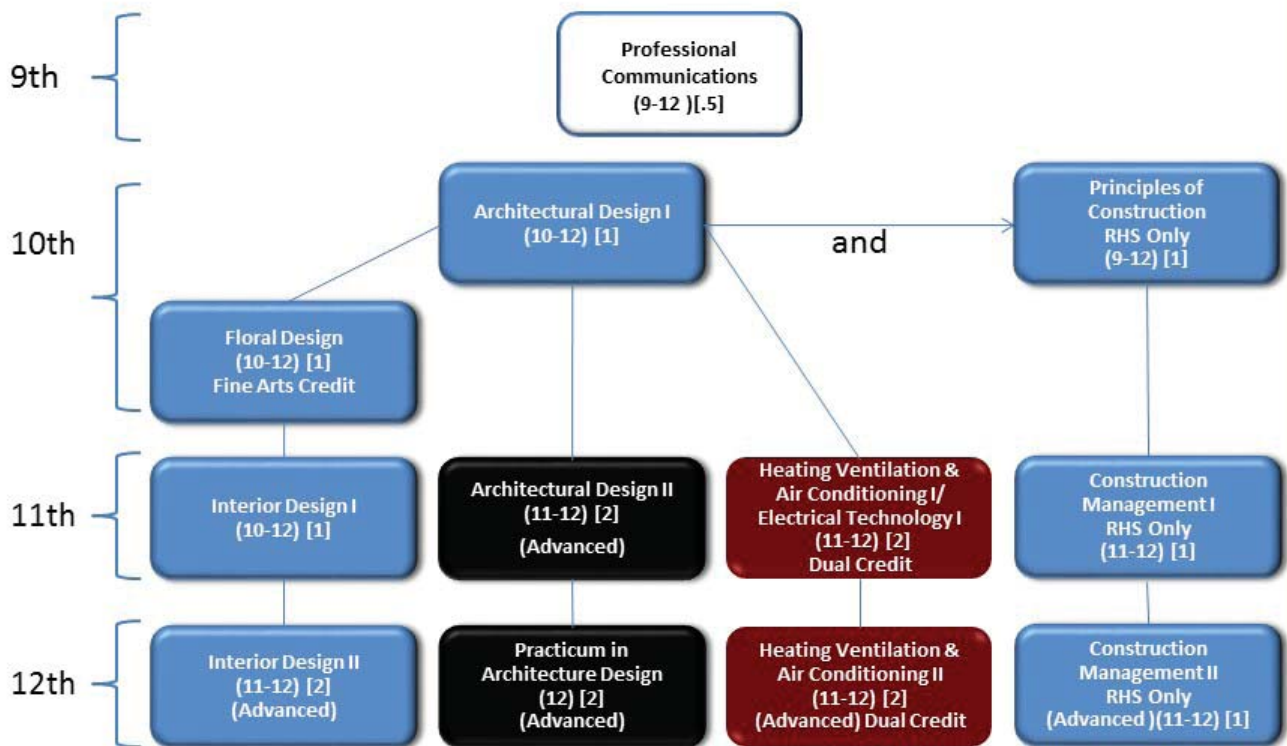 9th
Professional
Communications
(9-12 )[.5]
10th
Architectural Design I
(10-12) [1]
and
Principles of
Construction
RHS Only
(9-12) [1]
Floral Design
(10-12) [1]
Fine Arts Credit
11th
Interior Design I
(10-12) [1]
Architectural Design II
(11-12) [2]
(Advanced)
Heating Ventilation &
Air Conditioning I/
Electrical Technology I
(11-12) [2]
Dual Credit
Construction
Management I
RHS Only
(11-12) [1]
12th
Interior Design II
(11-12) [2]
(Advanced)
Practicum in
Architecture Design
(12) [2]
(Advanced)
Heating Ventilation &
Air Conditioning II
(11-12) [2]
(Advanced) Dual Credit
Construction
Management II
RHS Only
(Advanced )(11-12) [1]